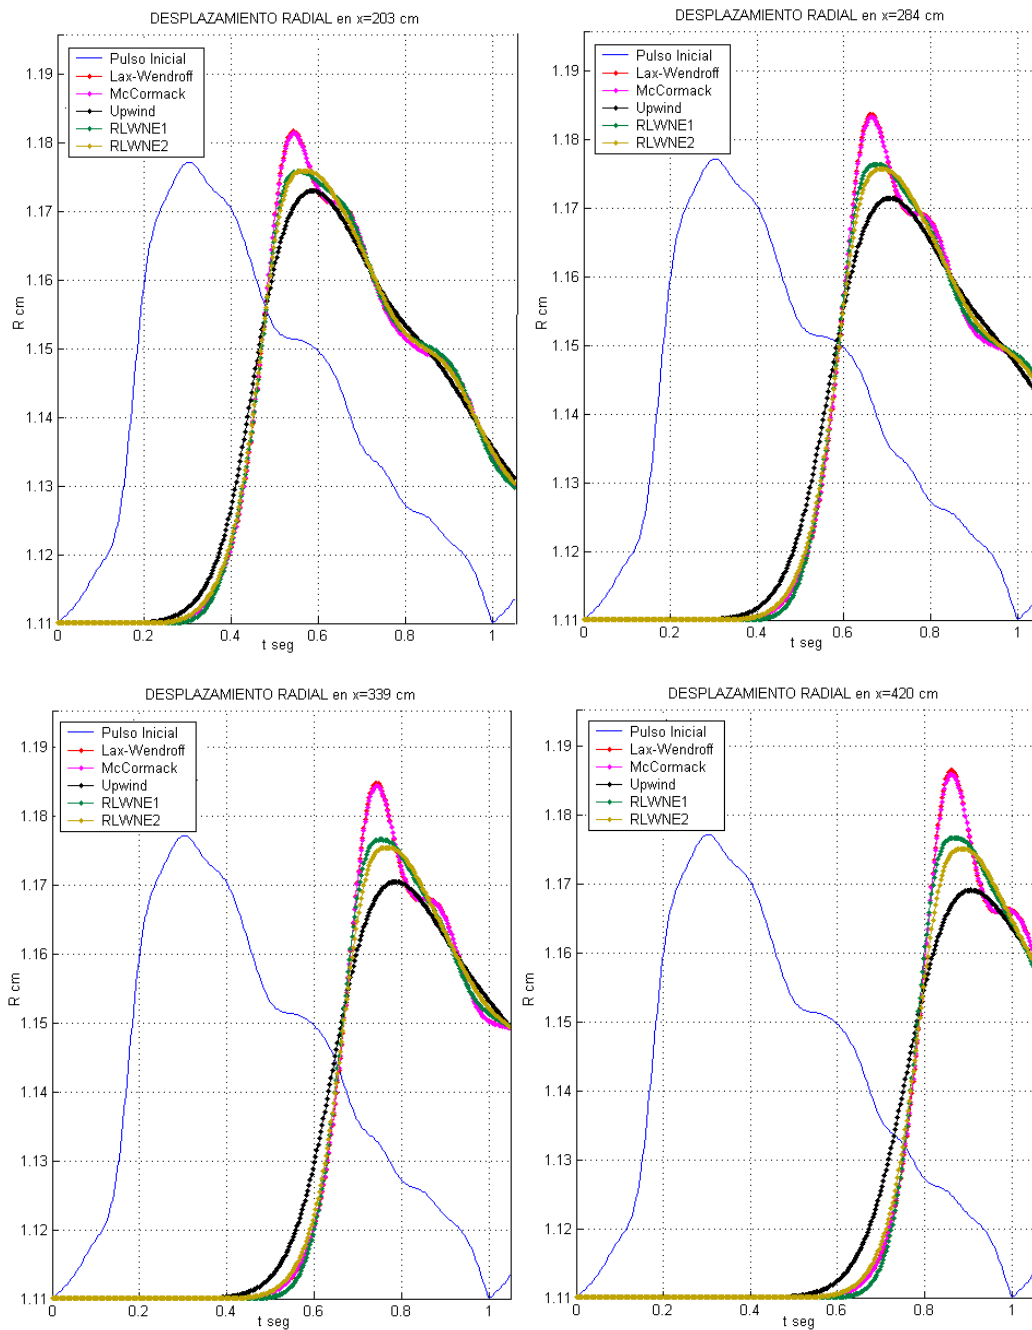 DESPLAZAMIENTO RADIAL en x=203 cm
1.19
1.18
1.17
1.16
1.15
1.14
1.13
1.12
1.11
R cm
Pulso Inicial
Lax-Wendroff
McCormack
Upwind
RLWNE1
RLWNE2
0
0.2
0.4
0.6
0.8
1
t seg
DESPLAZAMIENTO RADIAL en x=284 cm
1.19
1.18
1.17
1.16
1.15
1.14
1.13
1.12
1.11
R cm
Pulso Inicial
Lax-Wendroff
McCormack
Upwind
RLWNE1
RLWNE2
0
0.2
0.4
0.6
0.8
1
t seg
DESPLAZAMIENTO RADIAL en x=339 cm
1.19
1.18
1.17
1.16
1.15
1.14
1.13
1.12
1.11
R cm
Pulso Inicial
Lax-Wendroff
McCormack
Upwind
RLWNE1
RLWNE2
0
0.2
0.4
0.6
0.8
1
t seg
DESPLAZAMIENTO RADIAL en x=420 cm
1.19
1.18
1.17
1.16
1.15
1.14
1.13
1.12
1.11
R cm
Pulso Inicial
Lax-Wendroff
McCormack
Upwind
RLWNE1
RLWNE2
0
0.2
0.4
0.6
0.8
1
t seg